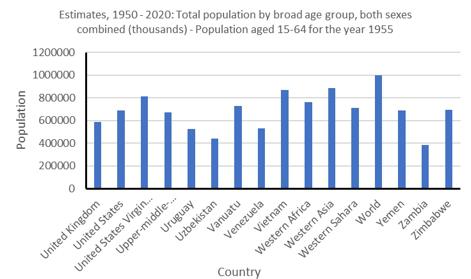 Estimates, 1950 - 2020: Total population by broad age group, both sexes
combined (thousands) - Population aged 15-64 for the year 1955
1200000
1000000
800000
600000
400000
200000
0
Population
United Kingdom
United States
United States Virgin...
Upper-middle-...
Uruguay
Uzbekistan
Vanuatu
Venezuela
Vietnam
Western Africa
Western Asia
Western Sahara
World
Yemen
Zambia
Zimbabwe
Country